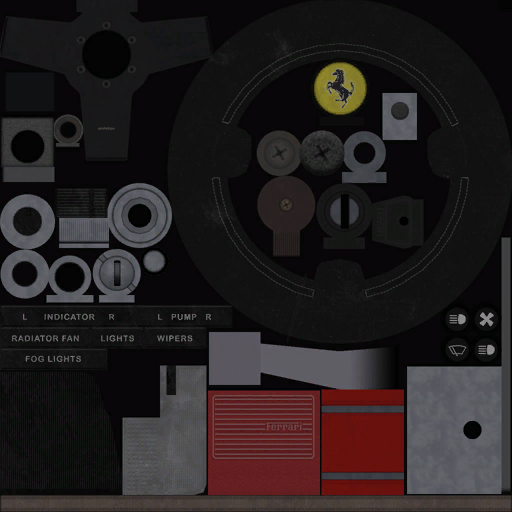 L INDICATOR R L PUMP R
RADIATOR FAN LIGHTS WIPERS
FOG LIGHTS
Ferrari